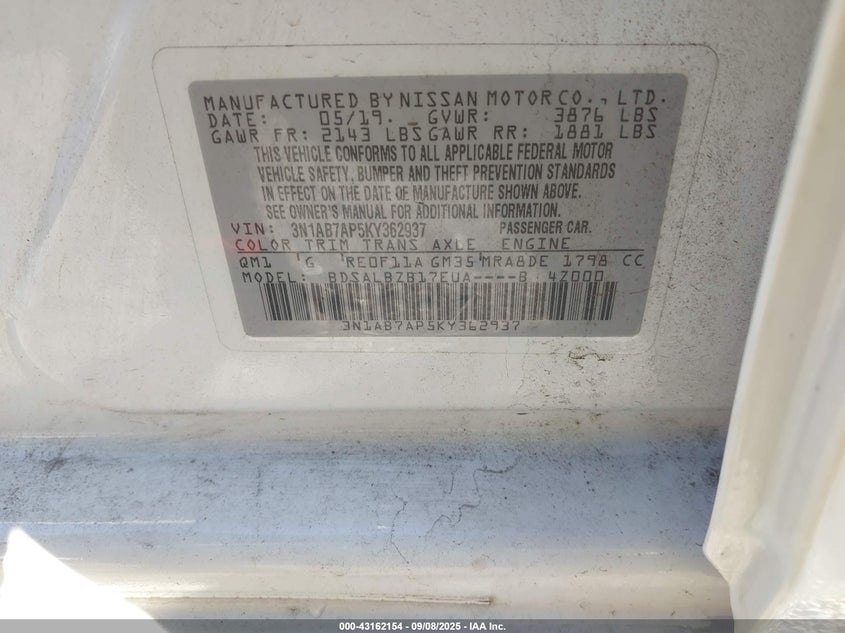 MANUFACTURED BY NISSAN MOTOR CO., LTD.
DATE: 05/19. GVWR: 3876 LBS
GAWR FR: 2143 LBS GAWR RR: 1881 LBS
THIS VEHICLE CONFORMS TO ALL APPLICABLE FEDERAL MOTOR
VEHICLE SAFETY, BUMPER AND THEFT PREVENTION STANDARDS
IN EFFECT ON THE DATE OF MANUFACTURE SHOWN ABOVE.
SEE OWNER'S MANUAL FOR ADDITIONAL INFORMATION.
VIN: 3N1AB7AP5KY362937 PASSENGER CAR.
COLOR TRIM TRANS AXLE ENGINE
QM1 G RE0F11A GM35 MRA8DE 1798 CC
MODEL: BDSALBZB17EUA----B 4Z000
3N1AB7AP5KY362937
000-43162154 - 09/08/2025 - IAA Inc.